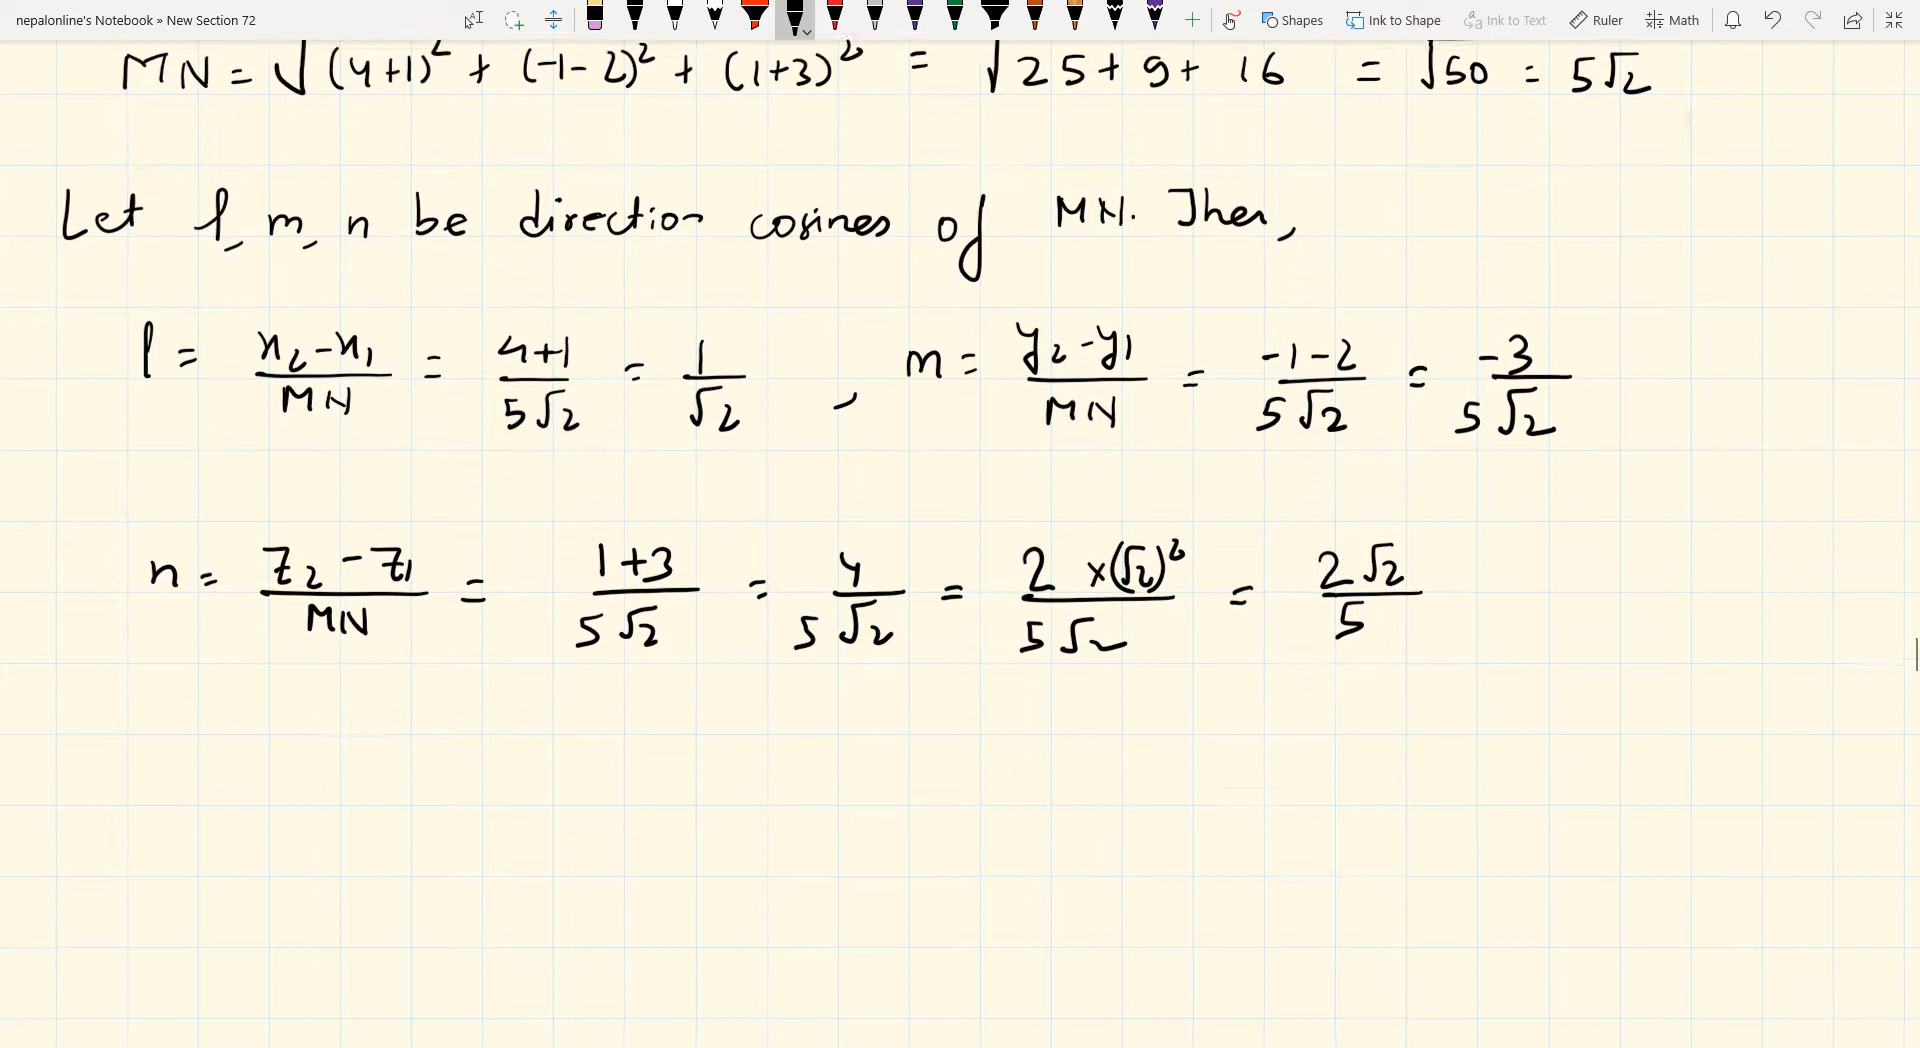 nepalonline's Notebook » New Section 72 Shapes Ink to Shape Ink to Text Ruler Math
MN = √(4+1)² + (-1-2)² + (1+3)² = √25+9+16 = √50 = 5√2
Let l, m, n be direction cosines of MN. Then,
l = (x₂-x₁)/MN = (4+1)/(5√2) = 1/√2 , m = (y₂-y₁)/MN = (-1-2)/(5√2) = -3/(5√2)
n = (z₂-z₁)/MN = (1+3)/(5√2) = 4/(5√2) = (2×(√2)²)/(5√2) = 2√2/5